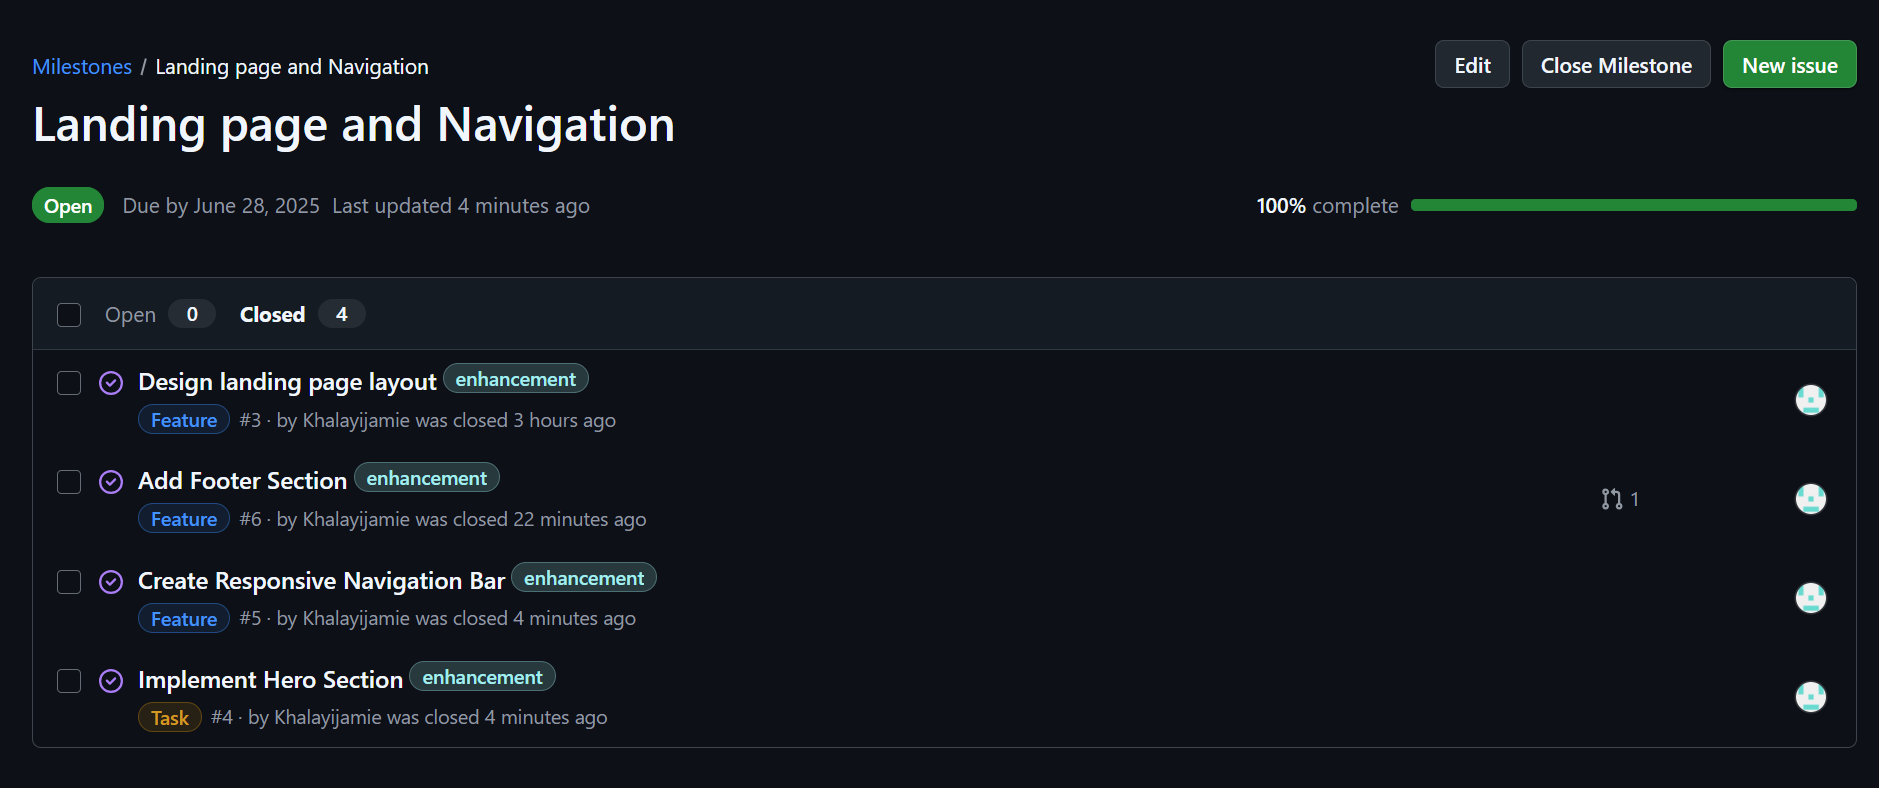 Milestones / Landing page and Navigation
Edit
Close Milestone
New issue
Landing page and Navigation
Open Due by June 28, 2025 Last updated 4 minutes ago
100% complete
Open 0 Closed 4
Design landing page layout enhancement
Feature #3 · by Khalayijamie was closed 3 hours ago
Add Footer Section enhancement
Feature #6 · by Khalayijamie was closed 22 minutes ago
1
Create Responsive Navigation Bar enhancement
Feature #5 · by Khalayijamie was closed 4 minutes ago
Implement Hero Section enhancement
Task #4 · by Khalayijamie was closed 4 minutes ago